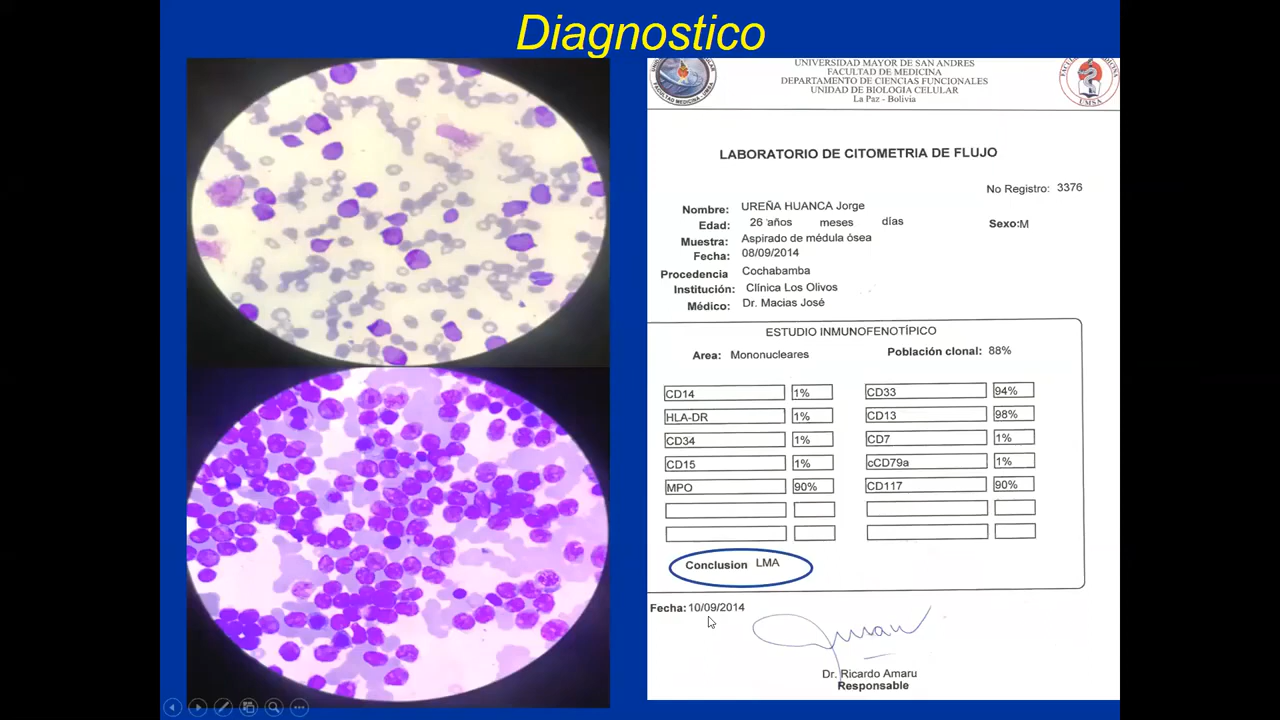 Diagnostico
UNIVERSIDAD MAYOR DE SAN ANDRES
FACULTAD DE MEDICINA
DEPARTAMENTO DE CIENCIAS FUNCIONALES
UNIDAD DE BIOLOGIA CELULAR
La Paz - Bolivia
UMSA
LABORATORIO DE CITOMETRIA DE FLUJO
No Registro: 3376
Nombre: UREÑA HUANCA Jorge
Edad: 26 años meses días Sexo:M
Muestra: Aspirado de médula ósea
Fecha: 08/09/2014
Procedencia Cochabamba
Institución: Clínica Los Olivos
Médico: Dr. Macias José
ESTUDIO INMUNOFENOTÍPICO
Area: Mononucleares Población clonal: 88%
CD14 1% CD33 94%
HLA-DR 1% CD13 98%
CD34 1% CD7 1%
CD15 1% cCD79a 1%
MPO 90% CD117 90%
Conclusion LMA
Fecha: 10/09/2014
Dr. Ricardo Amaru
Responsable